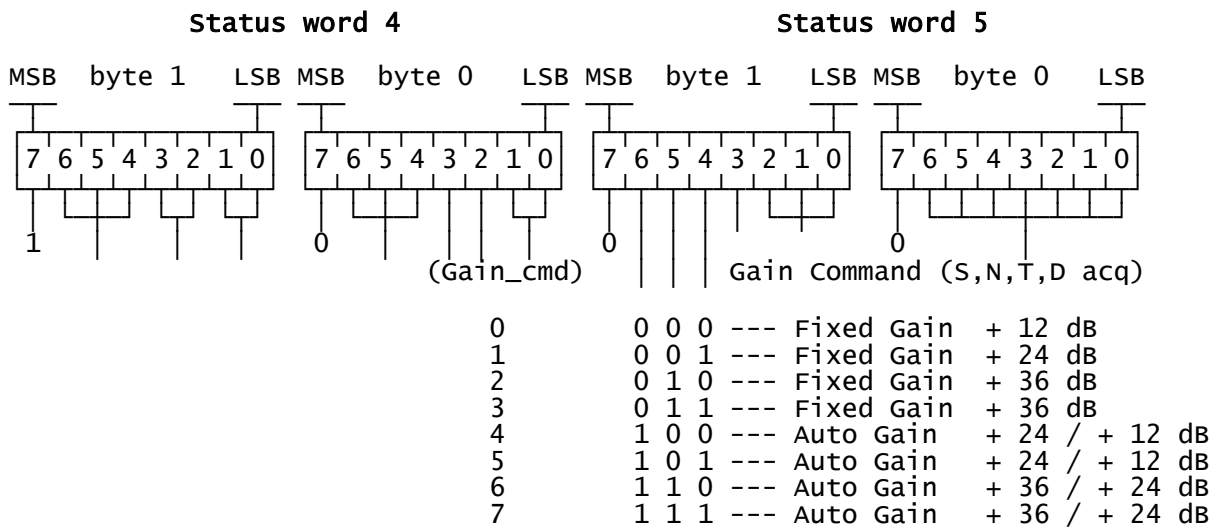 Status word 4 Status word 5
MSB byte 1 LSB MSB byte 0 LSB MSB byte 1 LSB MSB byte 0 LSB
7 6 5 4 3 2 1 0 7 6 5 4 3 2 1 0 7 6 5 4 3 2 1 0 7 6 5 4 3 2 1 0
1 0 0 0
(Gain_cmd) Gain Command (S,N,T,D acq)
0 0 0 0 --- Fixed Gain + 12 dB
1 0 0 1 --- Fixed Gain + 24 dB
2 0 1 0 --- Fixed Gain + 36 dB
3 0 1 1 --- Fixed Gain + 36 dB
4 1 0 0 --- Auto Gain + 24 / + 12 dB
5 1 0 1 --- Auto Gain + 24 / + 12 dB
6 1 1 0 --- Auto Gain + 36 / + 24 dB
7 1 1 1 --- Auto Gain + 36 / + 24 dB